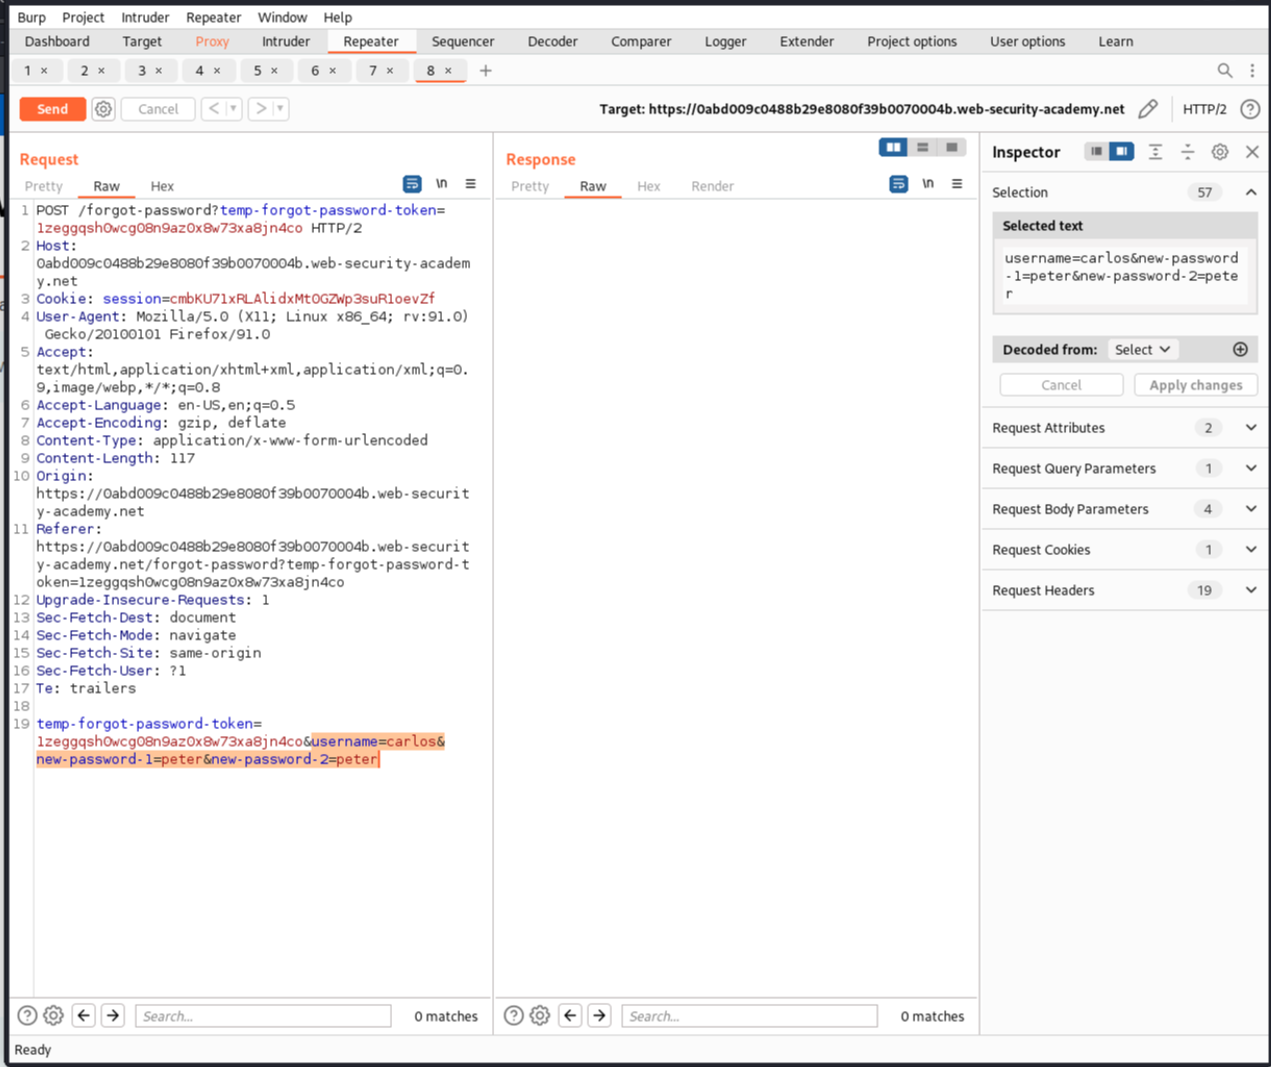 Burp Project Intruder Repeater Window Help
Dashboard Target Proxy Intruder Repeater Sequencer Decoder Comparer Logger Extender Project options User options Learn
1 × 2 × 3 × 4 × 5 × 6 × 7 × 8 × +
Send Cancel < > Target: https://0abd009c0488b29e8080f39b0070004b.web-security-academy.net HTTP/2 ?
Request
Pretty Raw Hex \n
1 POST /forgot-password?temp-forgot-password-token=
1zeggqsh0wcg08n9az0x8w73xa8jn4co HTTP/2
2 Host:
0abd009c0488b29e8080f39b0070004b.web-security-academ
y.net
3 Cookie: session=cmbKU71xRLAlidxMt0GZWp3suR1oevZf
4 User-Agent: Mozilla/5.0 (X11; Linux x86_64; rv:91.0)
Gecko/20100101 Firefox/91.0
5 Accept:
text/html,application/xhtml+xml,application/xml;q=0.
9,image/webp,*/*;q=0.8
6 Accept-Language: en-US,en;q=0.5
7 Accept-Encoding: gzip, deflate
8 Content-Type: application/x-www-form-urlencoded
9 Content-Length: 117
10 Origin:
https://0abd009c0488b29e8080f39b0070004b.web-securit
y-academy.net
11 Referer:
https://0abd009c0488b29e8080f39b0070004b.web-securit
y-academy.net/forgot-password?temp-forgot-password-t
oken=1zeggqsh0wcg08n9az0x8w73xa8jn4co
12 Upgrade-Insecure-Requests: 1
13 Sec-Fetch-Dest: document
14 Sec-Fetch-Mode: navigate
15 Sec-Fetch-Site: same-origin
16 Sec-Fetch-User: ?1
17 Te: trailers
18
19 temp-forgot-password-token=
1zeggqsh0wcg08n9az0x8w73xa8jn4co&username=carlos&
new-password-1=peter&new-password-2=peter
? Search... 0 matches
Response
Pretty Raw Hex Render \n
? Search... 0 matches
Inspector
Selection 57
Selected text
username=carlos&new-password
-1=peter&new-password-2=pete
r
Decoded from: Select
Cancel Apply changes
Request Attributes 2
Request Query Parameters 1
Request Body Parameters 4
Request Cookies 1
Request Headers 19
Ready